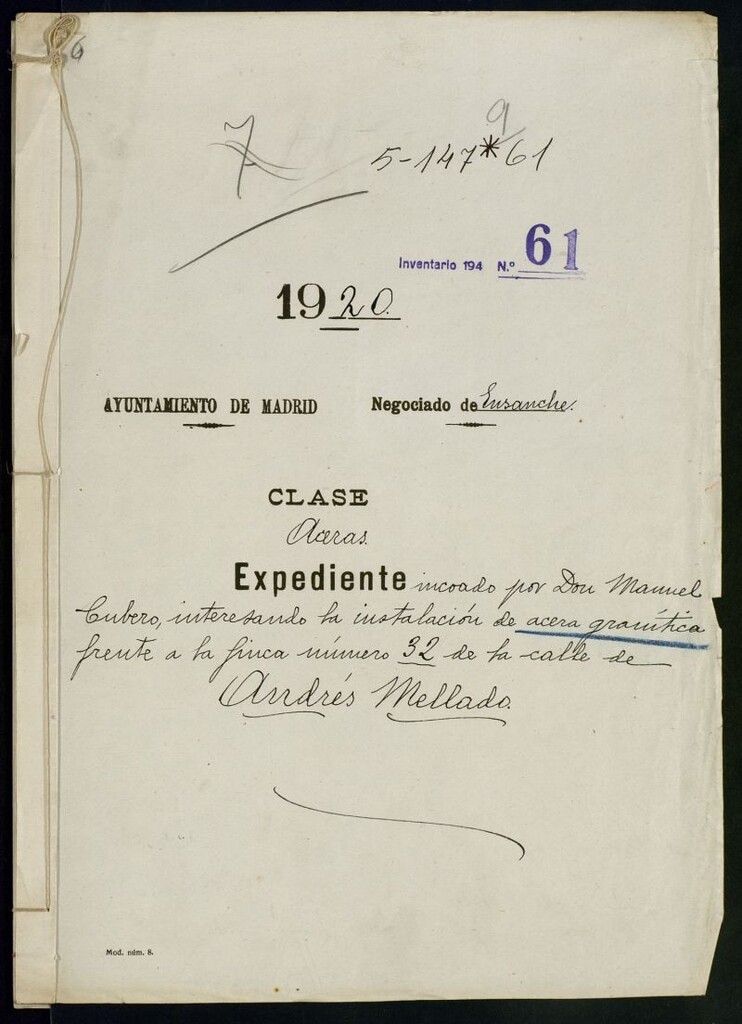 6
7
9
5-147*61
Inventario 194 N.º 61
1920
AYUNTAMIENTO DE MADRID Negociado de Ensanche.
CLASE
Aceras.
Expediente incoado por Don Manuel
Cubero, interesando la instalación de acera granítica
frente a la finca número 32 de la calle de
Andrés Mellado.
Mod. núm. 8.